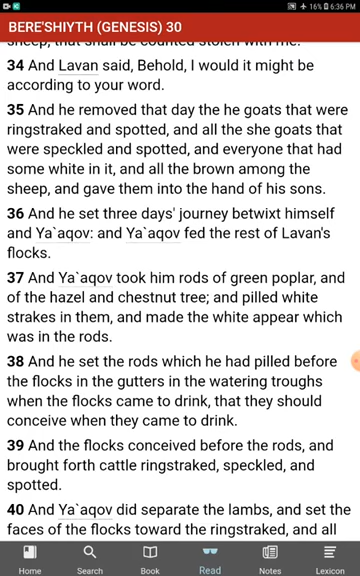 16% 6:36 PM
BERE'SHIYTH (GENESIS) 30
sheep, that shall be counted stolen with me.
34 And Lavan said, Behold, I would it might be
according to your word.
35 And he removed that day the he goats that were
ringstraked and spotted, and all the she goats that
were speckled and spotted, and everyone that had
some white in it, and all the brown among the
sheep, and gave them into the hand of his sons.
36 And he set three days' journey betwixt himself
and Ya`aqov: and Ya`aqov fed the rest of Lavan's
flocks.
37 And Ya`aqov took him rods of green poplar, and
of the hazel and chestnut tree; and pilled white
strakes in them, and made the white appear which
was in the rods.
38 And he set the rods which he had pilled before
the flocks in the gutters in the watering troughs
when the flocks came to drink, that they should
conceive when they came to drink.
39 And the flocks conceived before the rods, and
brought forth cattle ringstraked, speckled, and
spotted.
40 And Ya`aqov did separate the lambs, and set the
faces of the flocks toward the ringstraked, and all
Home Search Book Read Notes Lexicon